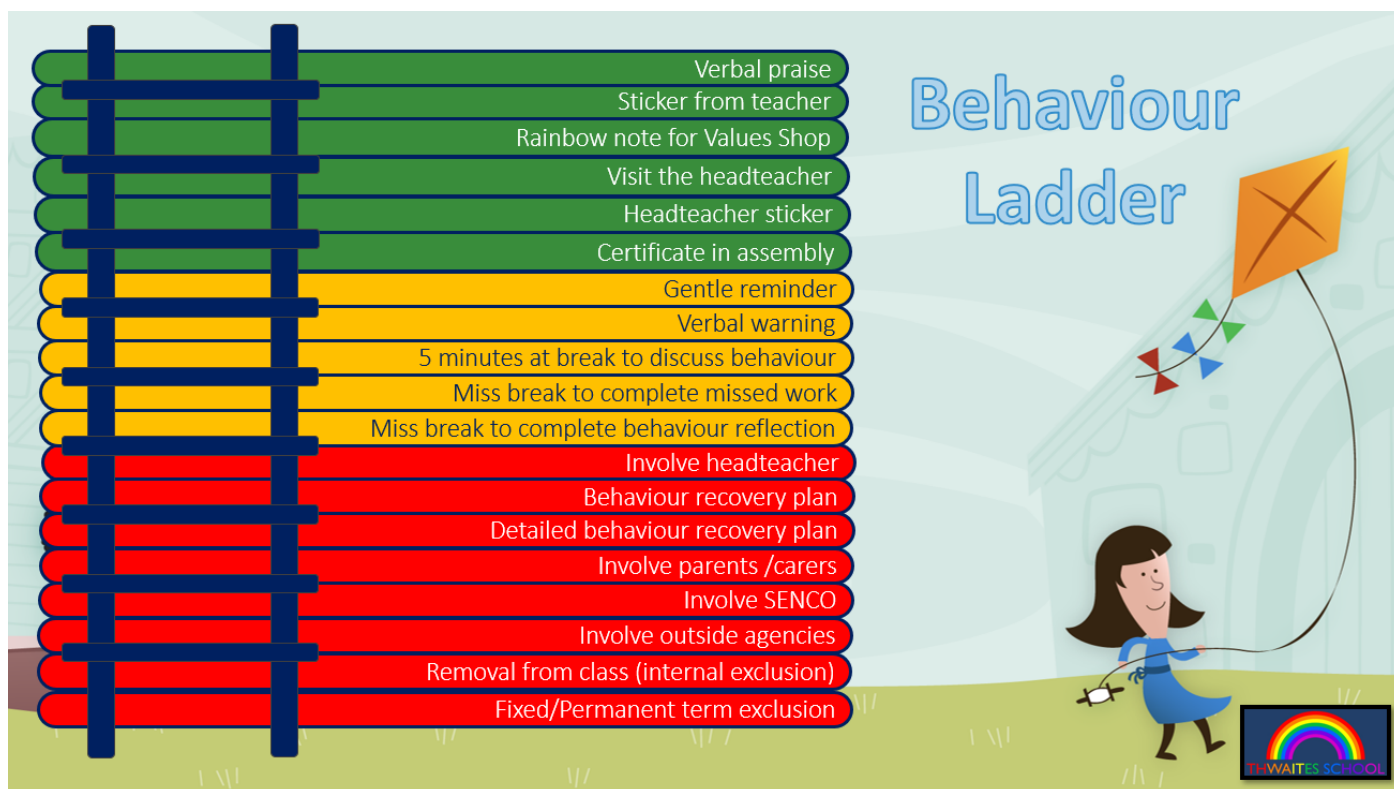 Verbal praise
Sticker from teacher
Rainbow note for Values Shop
Visit the headteacher
Headteacher sticker
Certificate in assembly
Gentle reminder
Verbal warning
5 minutes at break to discuss behaviour
Miss break to complete missed work
Miss break to complete behaviour reflection
Involve headteacher
Behaviour recovery plan
Detailed behaviour recovery plan
Involve parents /carers
Involve SENCO
Involve outside agencies
Removal from class (internal exclusion)
Fixed/Permanent term exclusion
Behaviour
Ladder
THWAITES SCHOOL